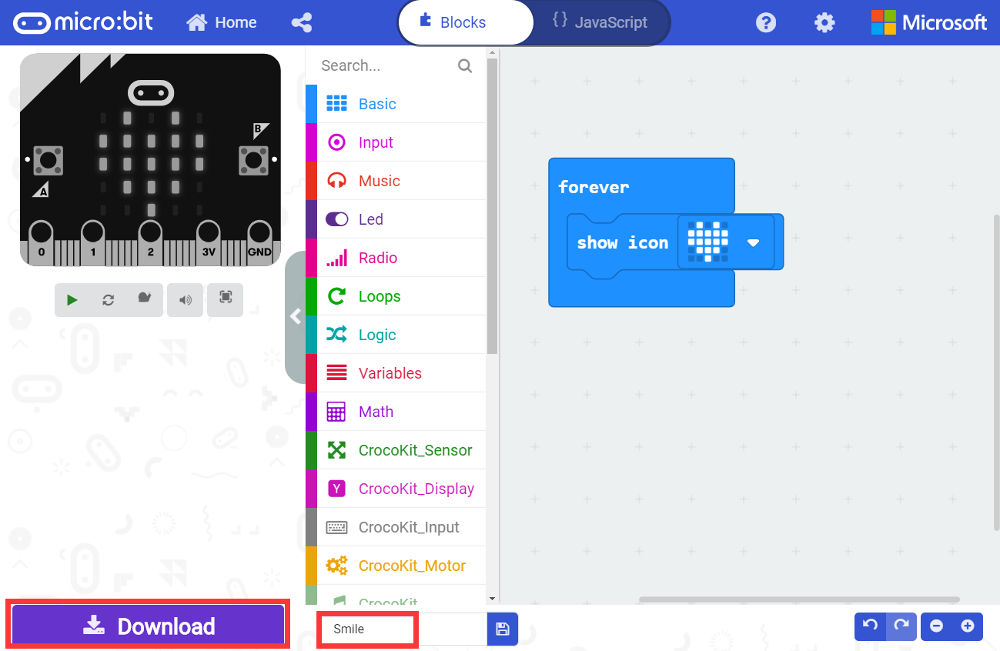 micro:bit Home Blocks {} JavaScript ? Microsoft
Search...
Basic
Input
Music
Led
Radio
Loops
Logic
Variables
Math
CrocoKit_Sensor
CrocoKit_Display
Y
CrocoKit_Input
CrocoKit_Motor
CrocoKit
B
A
0 1 2 3V GND
forever
show icon
Download
Smile